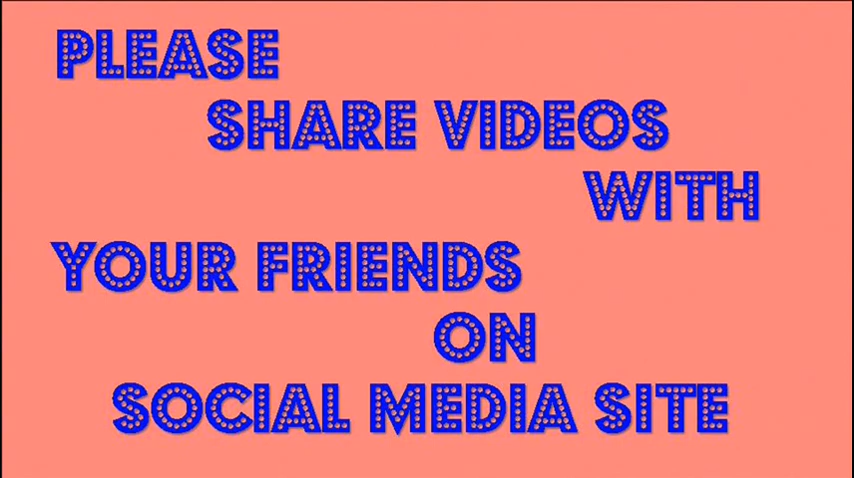 PLEASE
SHARE VIDEOS
WITH
YOUR FRIENDS
ON
SOCIAL MEDIA SITE